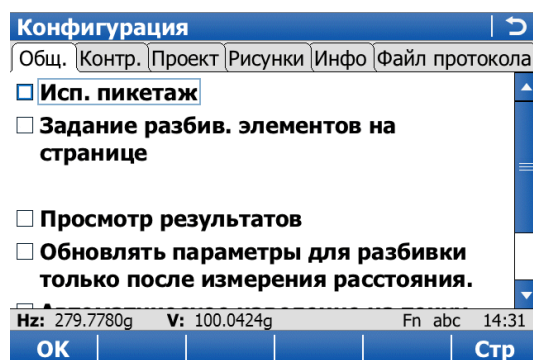 Конфигурация
Общ. Контр. Проект Рисунки Инфо Файл протокола
Исп. пикетаж
Задание разбив. элементов на
странице
Просмотр результатов
Обновлять параметры для разбивки
только после измерения расстояния.
Hz: 279.7780g V: 100.0424g Fn abc 14:31
OK Стр